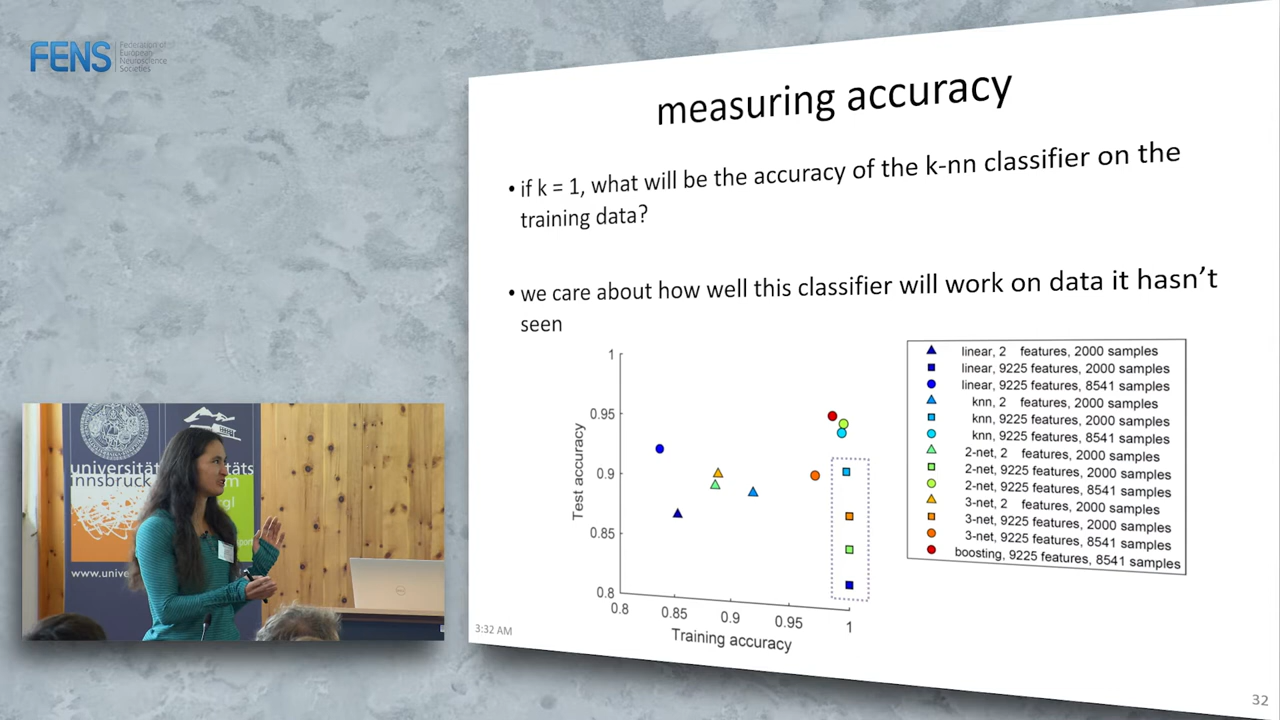 FENS
Federation of
European
Neuroscience
Societies
measuring accuracy
• if k = 1, what will be the accuracy of the k-nn classifier on the
training data?
• we care about how well this classifier will work on data it hasn't
seen
1
0.95
0.9
0.85
0.8
Test accuracy
0.8
0.85
0.9
0.95
1
Training accuracy
linear, 2 features, 2000 samples
linear, 9225 features, 2000 samples
linear, 9225 features, 8541 samples
knn, 2 features, 2000 samples
knn, 9225 features, 2000 samples
knn, 9225 features, 8541 samples
2-net, 2 features, 2000 samples
2-net, 9225 features, 2000 samples
2-net, 9225 features, 8541 samples
3-net, 2 features, 2000 samples
3-net, 9225 features, 2000 samples
3-net, 9225 features, 8541 samples
boosting, 9225 features, 8541 samples
3:32 AM
32
universität
innsbruck
www.univer